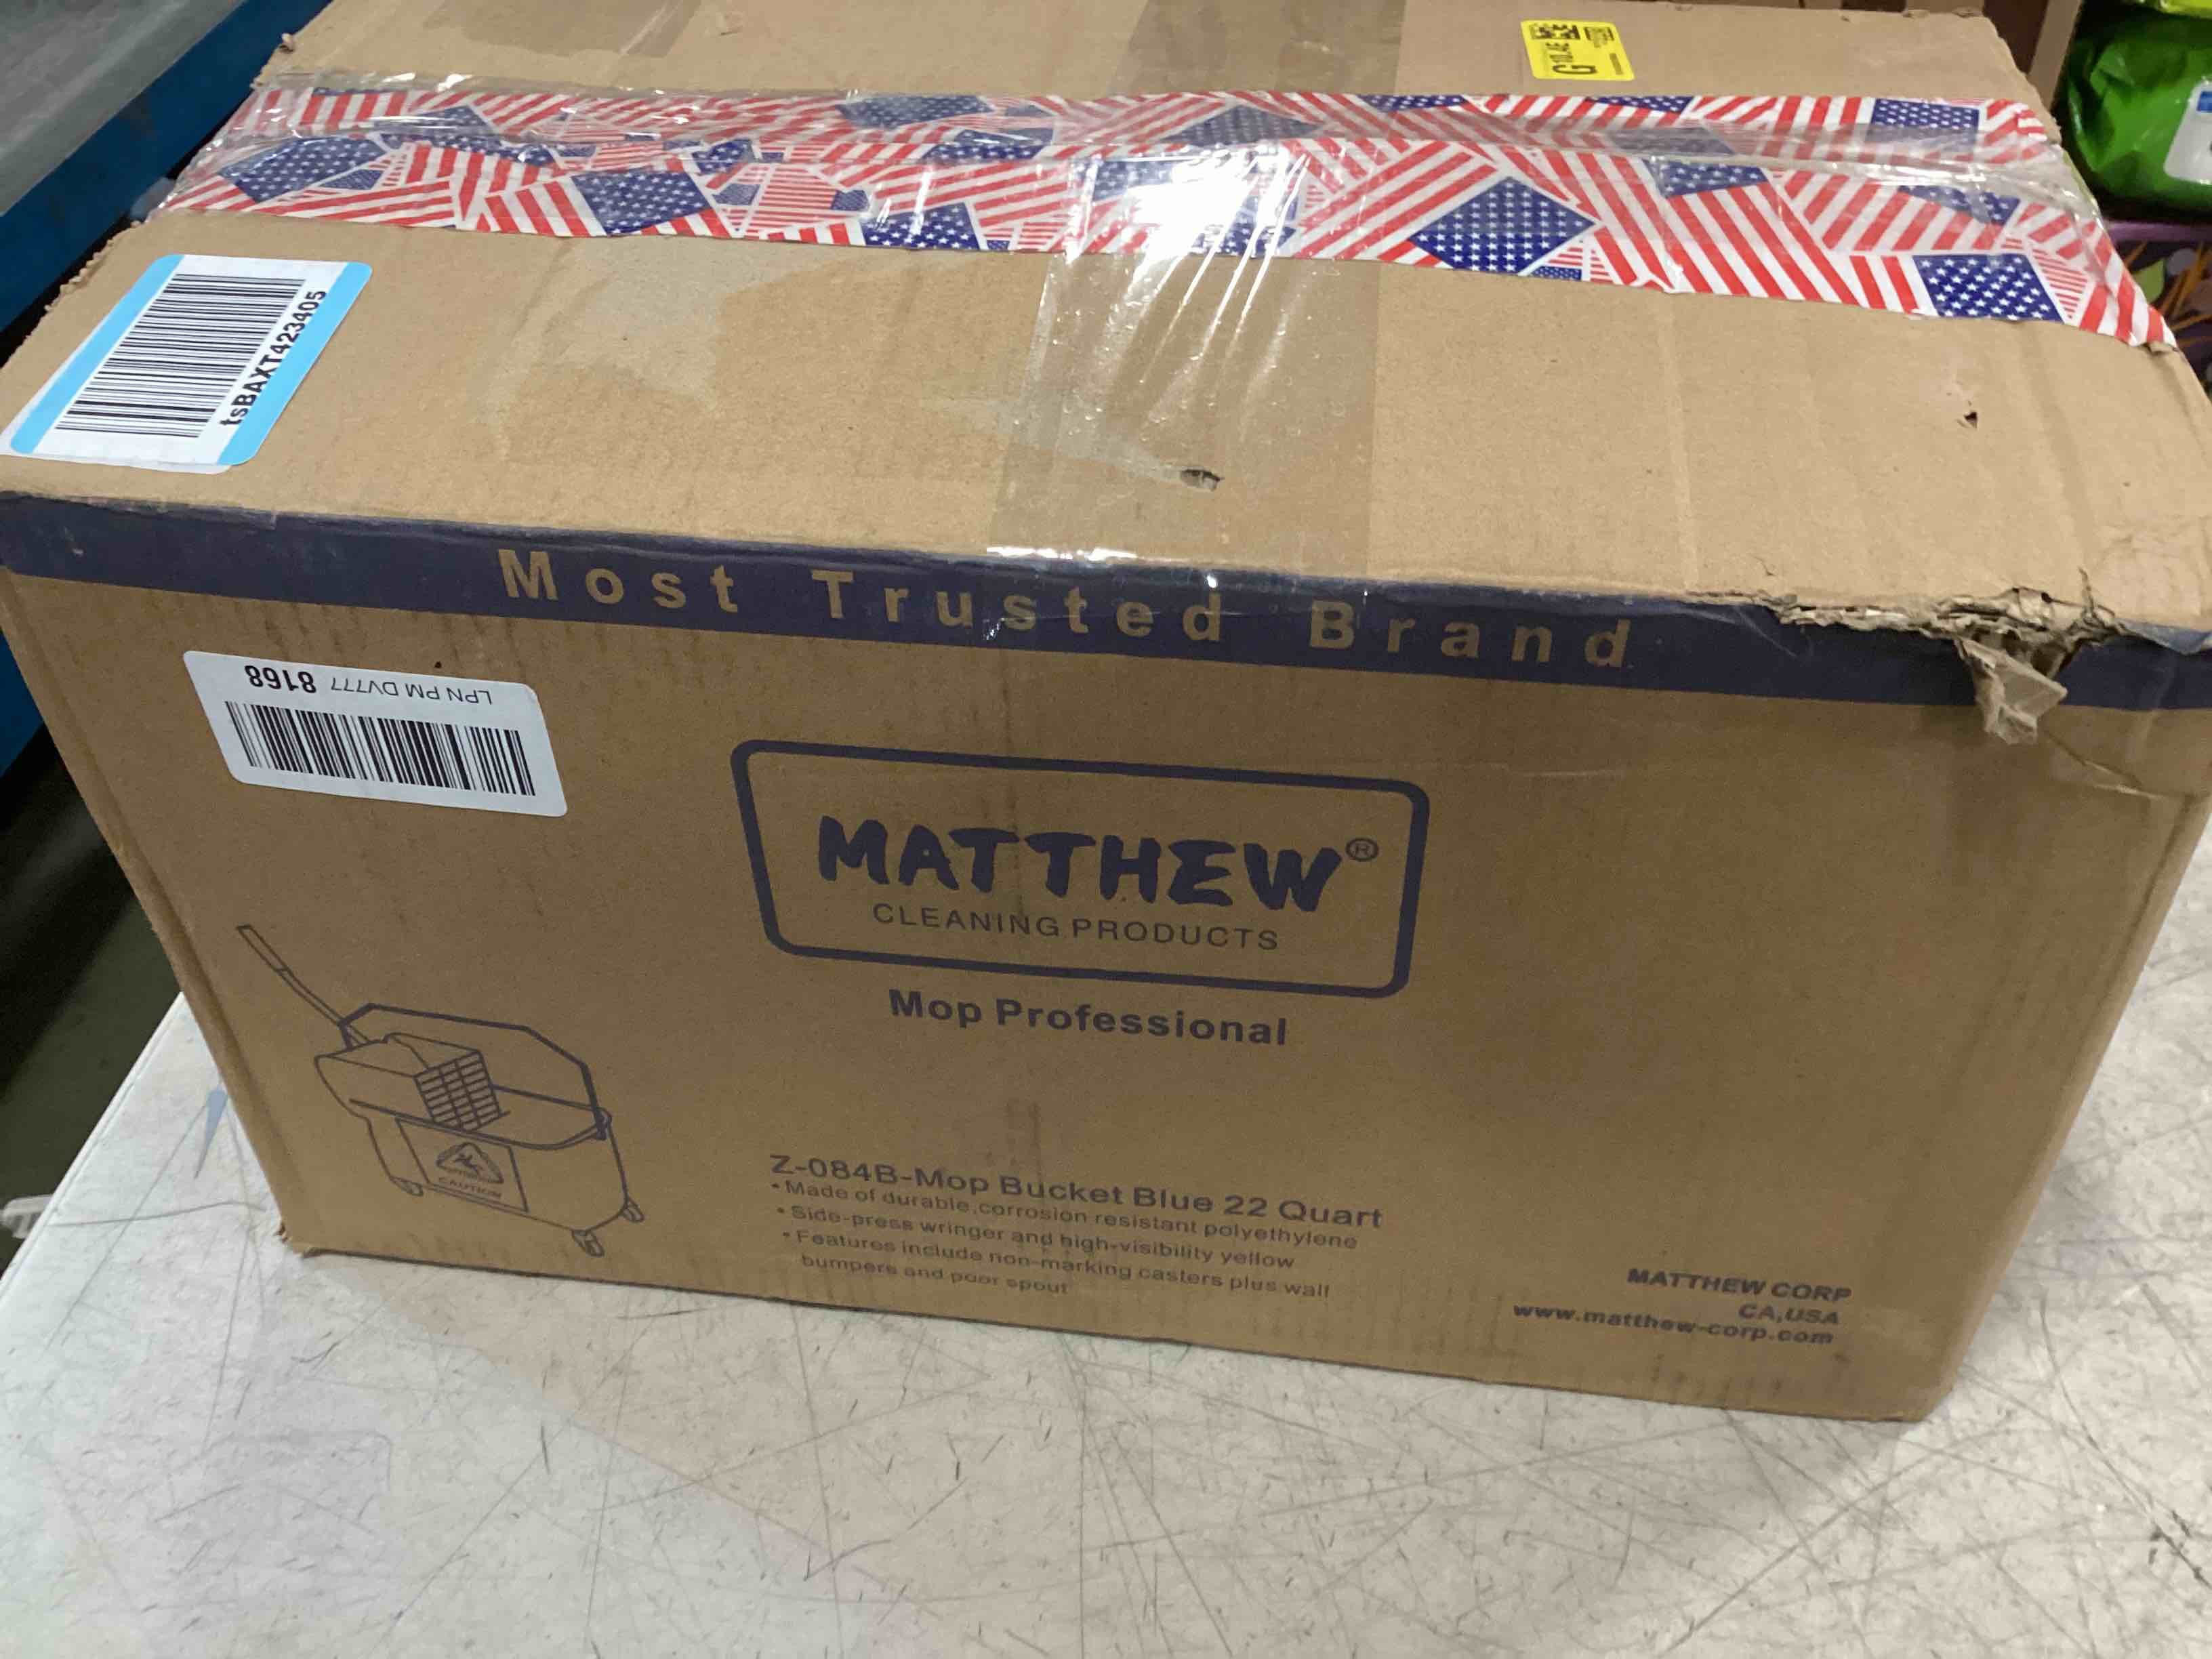 tsBAXT423405
Most Trusted Brand
LPN PM DV777 8168
MATTHEW®
CLEANING PRODUCTS
Mop Professional
CAUTION
Z-084B-Mop Bucket Blue 22 Quart
• Made of durable,corrosion resistant polyethylene
• Side-press wringer and high-visibility yellow
• Features include non-marking casters plus wall
bumpers and poor spout
MATTHEW CORP
CA,USA
www.matthew-corp.com